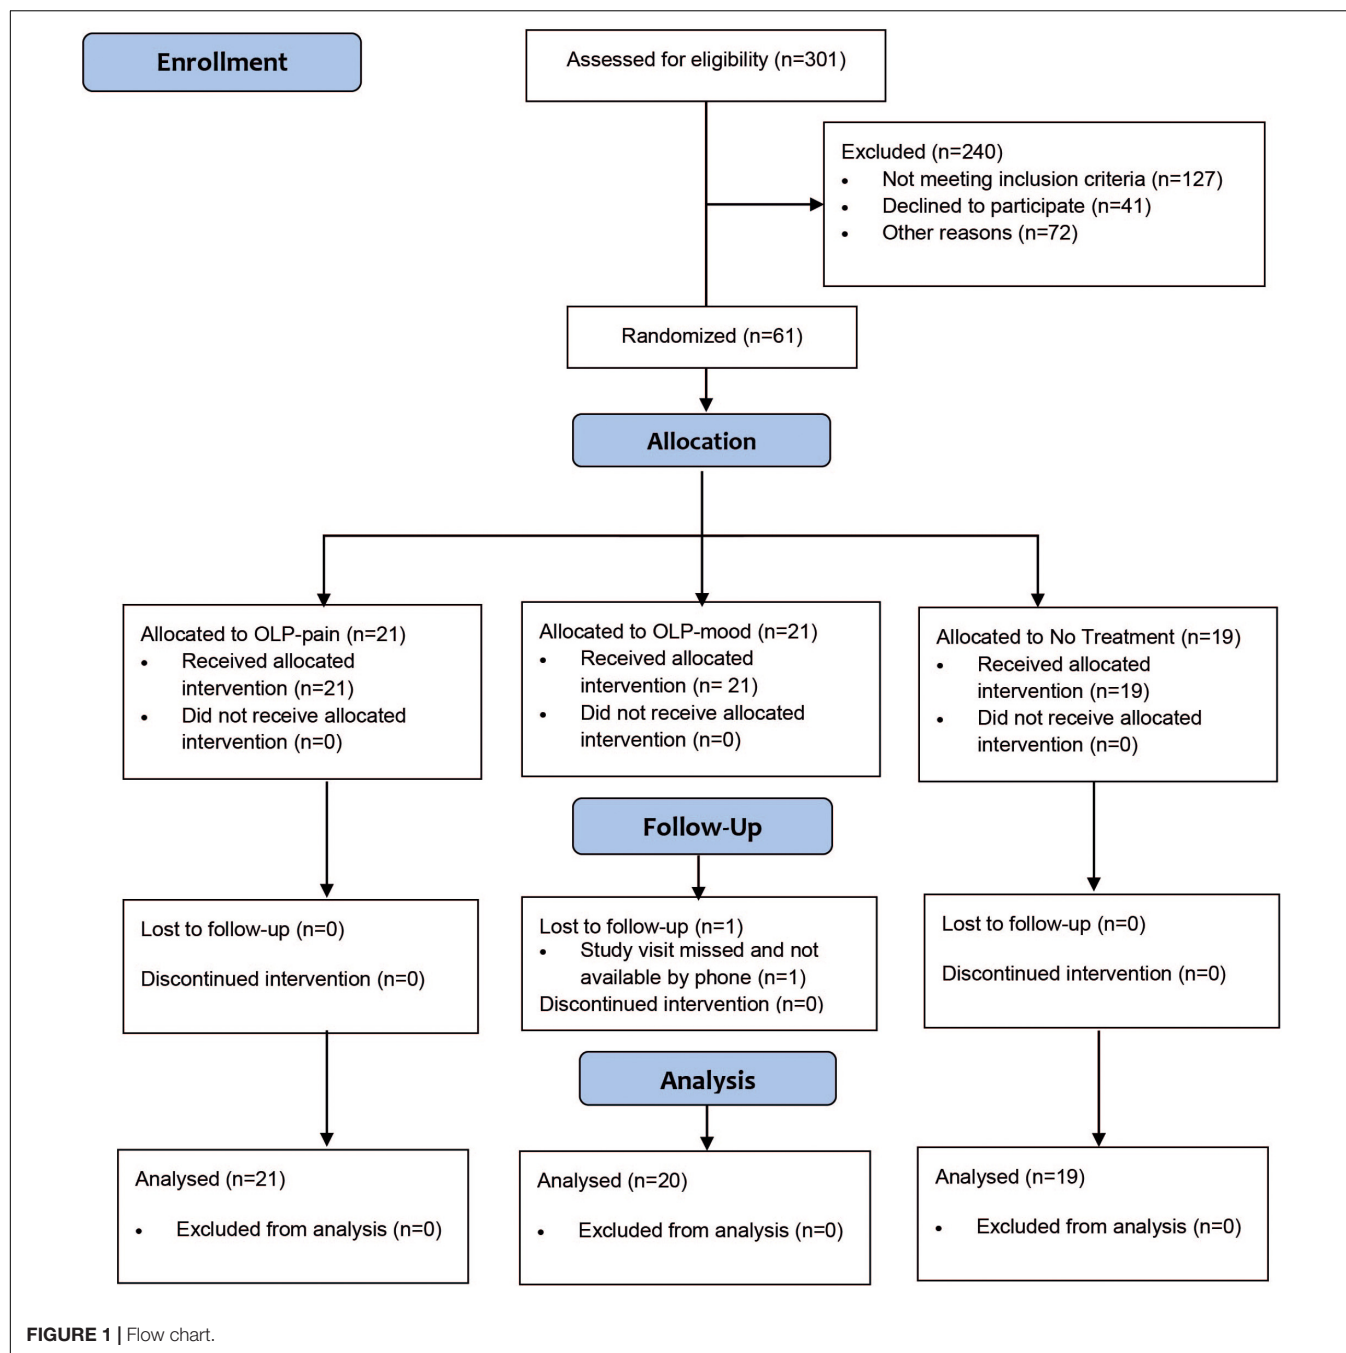 Enrollment
Assessed for eligibility (n=301)
Excluded (n=240)
• Not meeting inclusion criteria (n=127)
• Declined to participate (n=41)
• Other reasons (n=72)
Randomized (n=61)
Allocation
Allocated to OLP-pain (n=21)
• Received allocated
intervention (n=21)
• Did not receive allocated
intervention (n=0)
Allocated to OLP-mood (n=21)
• Received allocated
intervention (n= 21)
• Did not receive allocated
intervention (n=0)
Allocated to No Treatment (n=19)
• Received allocated
intervention (n=19)
• Did not receive allocated
intervention (n=0)
Follow-Up
Lost to follow-up (n=0)
Discontinued intervention (n=0)
Lost to follow-up (n=1)
• Study visit missed and not
available by phone (n=1)
Discontinued intervention (n=0)
Lost to follow-up (n=0)
Discontinued intervention (n=0)
Analysis
Analysed (n=21)
• Excluded from analysis (n=0)
Analysed (n=20)
• Excluded from analysis (n=0)
Analysed (n=19)
• Excluded from analysis (n=0)
FIGURE 1 | Flow chart.